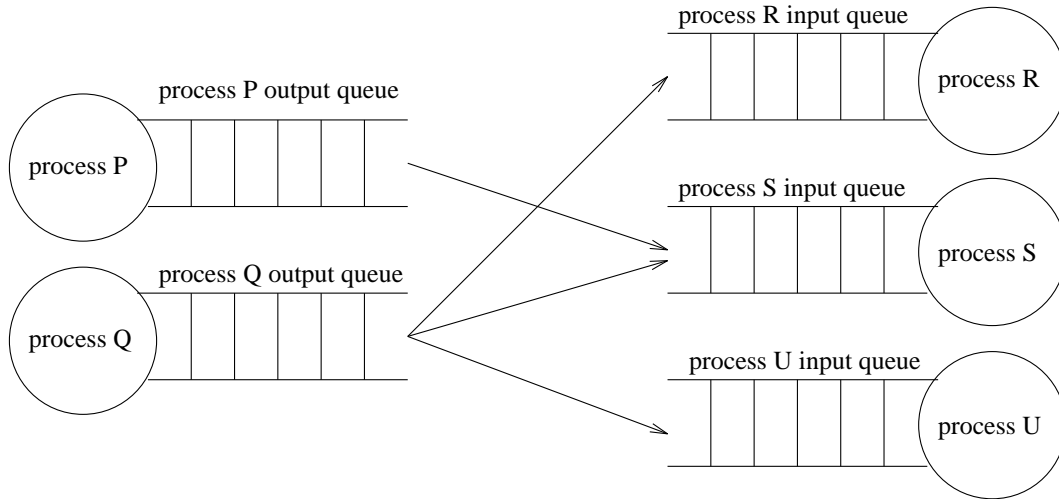 process R input queue
process R
process P output queue
process P
process S input queue
process S
process Q output queue
process Q
process U input queue
process U